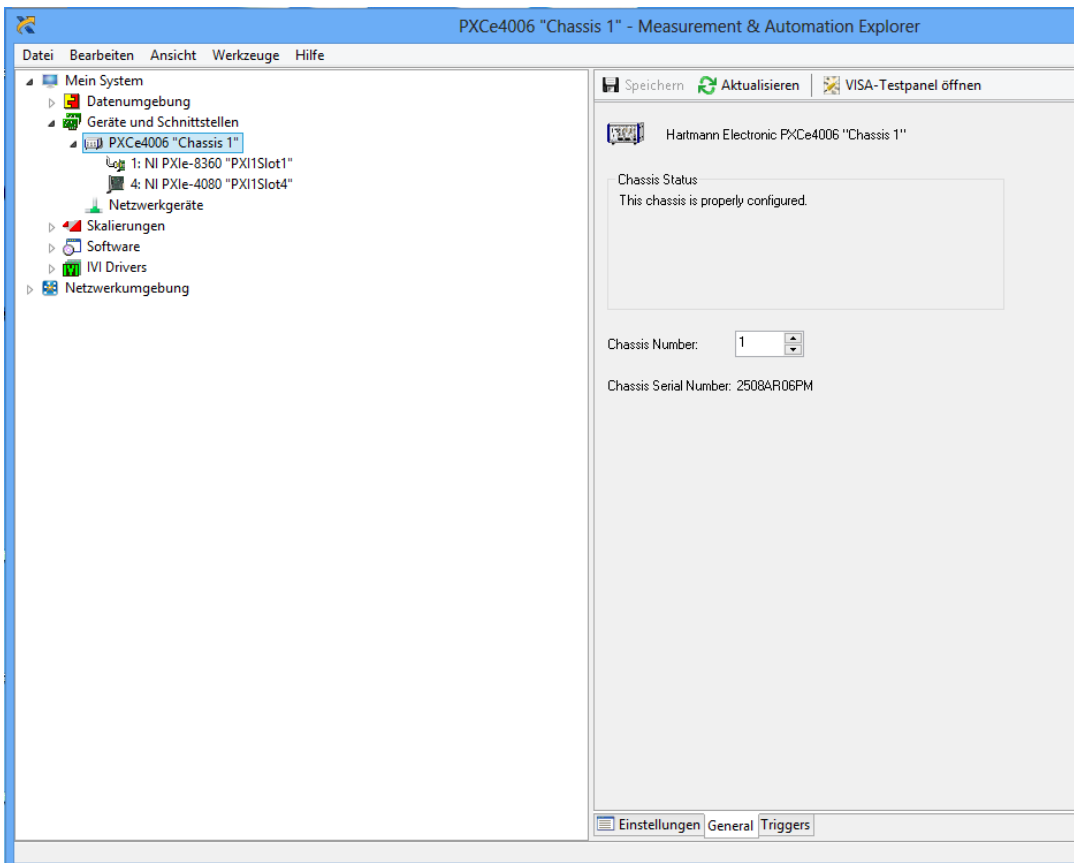 PXCe4006 "Chassis 1" - Measurement & Automation Explorer
Datei Bearbeiten Ansicht Werkzeuge Hilfe
Mein System
Datenumgebung
Geräte und Schnittstellen
PXCe4006 "Chassis 1"
1: NI PXIe-8360 "PXI1Slot1"
4: NI PXIe-4080 "PXI1Slot4"
Netzwerkgeräte
Skalierungen
Software
IVI Drivers
Netzwerkumgebung
Speichern Aktualisieren VISA-Testpanel öffnen
Hartmann Electronic PXCe4006 "Chassis 1"
Chassis Status
This chassis is properly configured.
Chassis Number: 1
Chassis Serial Number: 2508AR06PM
Einstellungen General Triggers